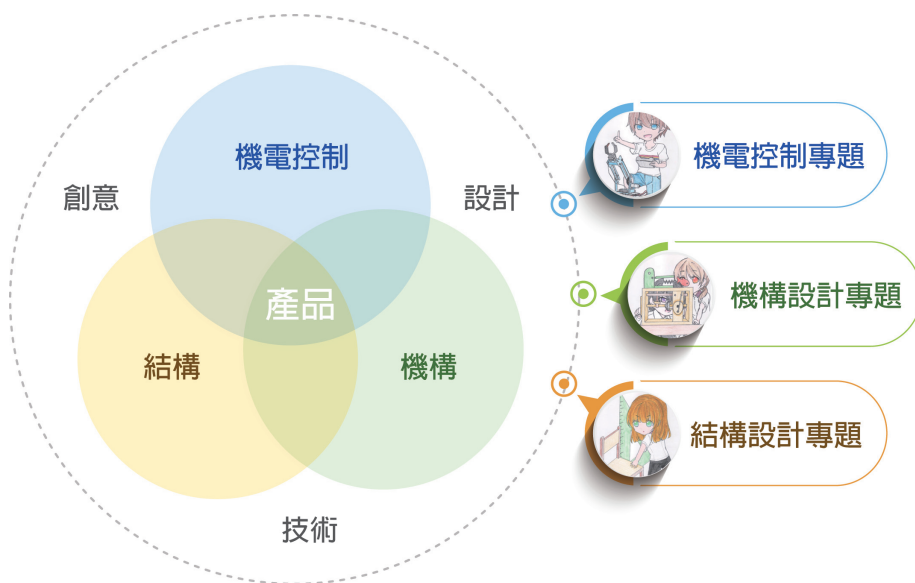 機電控制
創意
設計
產品
結構
機構
技術
機電控制專題
機構設計專題
結構設計專題